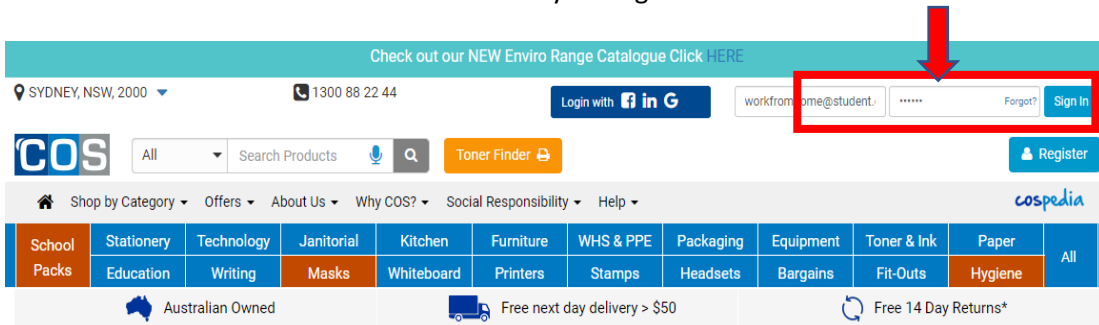 Check out our NEW Enviro Range Catalogue Click HERE
SYDNEY, NSW, 2000 1300 88 22 44 Login with f in G Forgot? Sign In
COS All Search Products Toner Finder Register
Shop by Category Offers About Us Why COS? Social Responsibility Help cospedia
School Packs Stationery Technology Janitorial Kitchen Furniture WHS & PPE Packaging Equipment Toner & Ink Paper All
Education Writing Masks Whiteboard Printers Stamps Headsets Bargains Fit-Outs Hygiene
Australian Owned Free next day delivery > $50 Free 14 Day Returns*